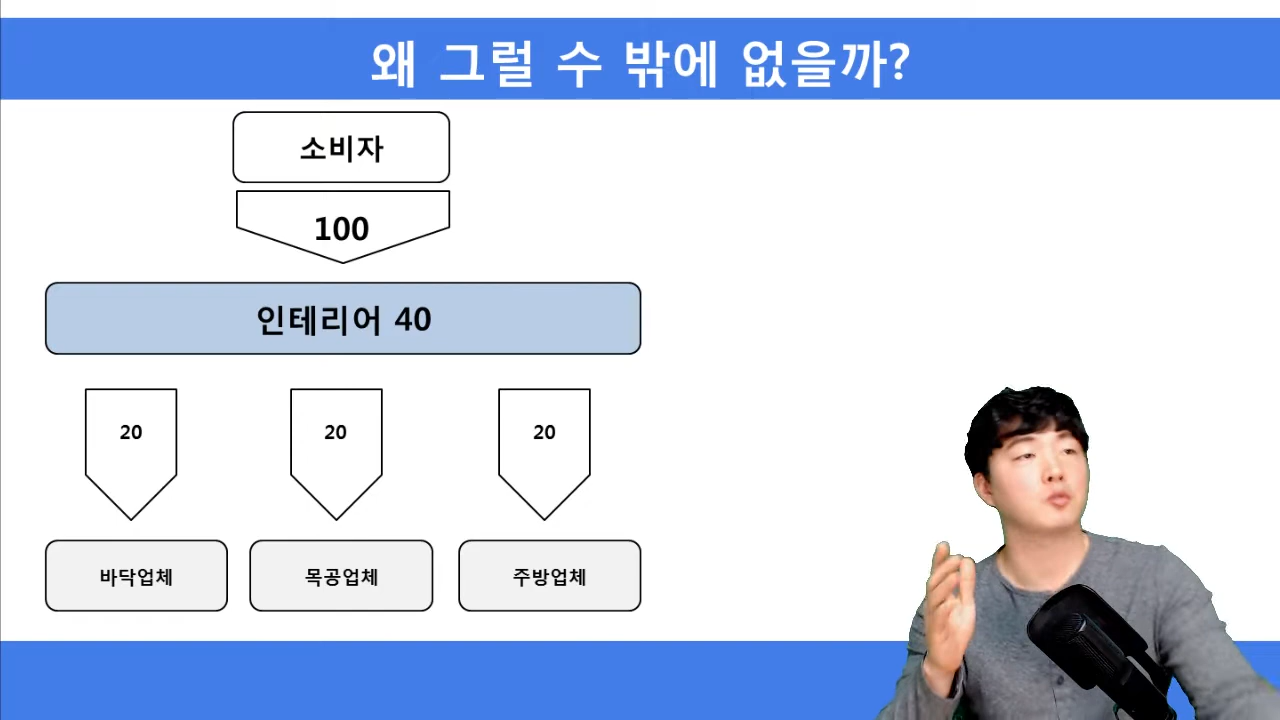 왜 그럴 수 밖에 없을까?
소비자
100
인테리어 40
20 20 20
바닥업체 목공업체 주방업체